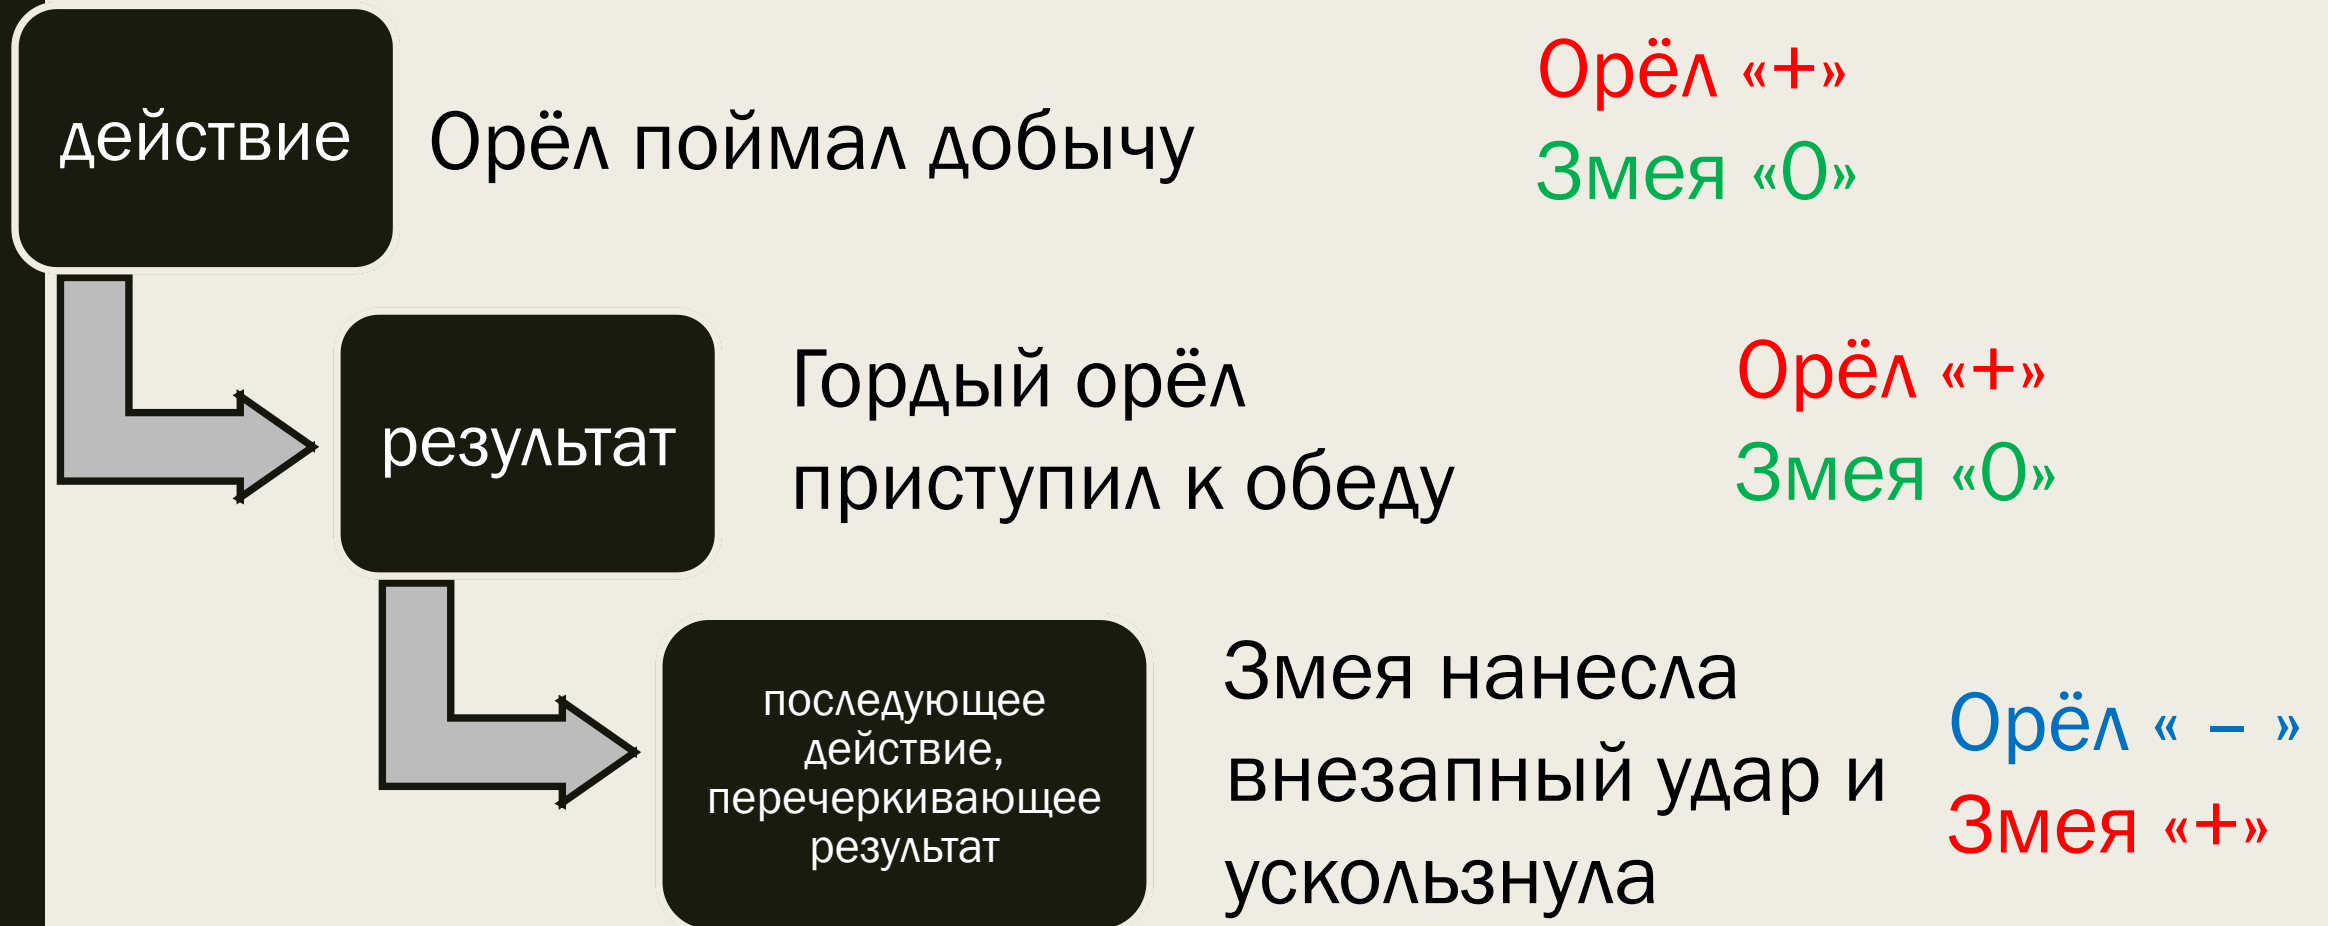 действие
Орёл поймал добычу
Орёл «+»
Змея «0»
результат
Гордый орёл
приступил к обеду
Орёл «+»
Змея «0»
последующее
действие,
перечеркивающее
результат
Змея нанесла
внезапный удар и
ускользнула
Орёл « – »
Змея «+»